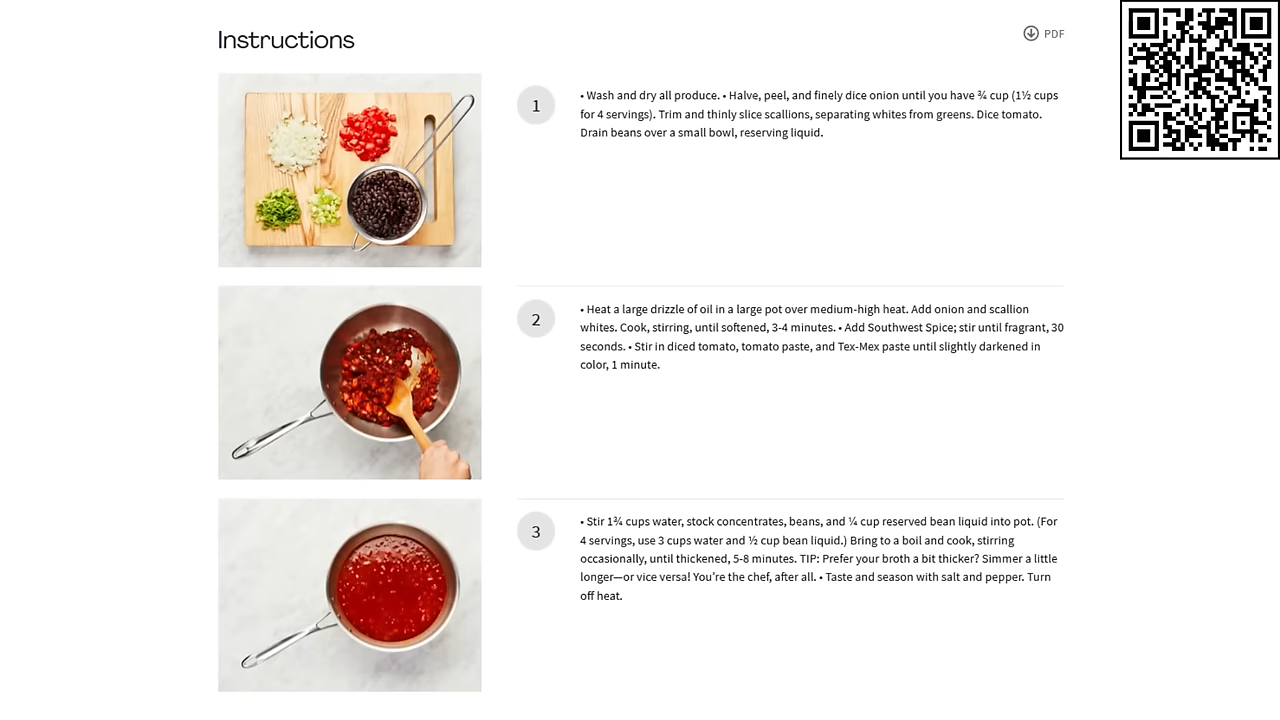 Instructions
PDF
1
• Wash and dry all produce. • Halve, peel, and finely dice onion until you have ¾ cup (1½ cups
for 4 servings). Trim and thinly slice scallions, separating whites from greens. Dice tomato.
Drain beans over a small bowl, reserving liquid.
2
• Heat a large drizzle of oil in a large pot over medium-high heat. Add onion and scallion
whites. Cook, stirring, until softened, 3-4 minutes. • Add Southwest Spice; stir until fragrant, 30
seconds. • Stir in diced tomato, tomato paste, and Tex-Mex paste until slightly darkened in
color, 1 minute.
3
• Stir 1¾ cups water, stock concentrates, beans, and ¼ cup reserved bean liquid into pot. (For
4 servings, use 3 cups water and ½ cup bean liquid.) Bring to a boil and cook, stirring
occasionally, until thickened, 5-8 minutes. TIP: Prefer your broth a bit thicker? Simmer a little
longer—or vice versa! You’re the chef, after all. • Taste and season with salt and pepper. Turn
off heat.